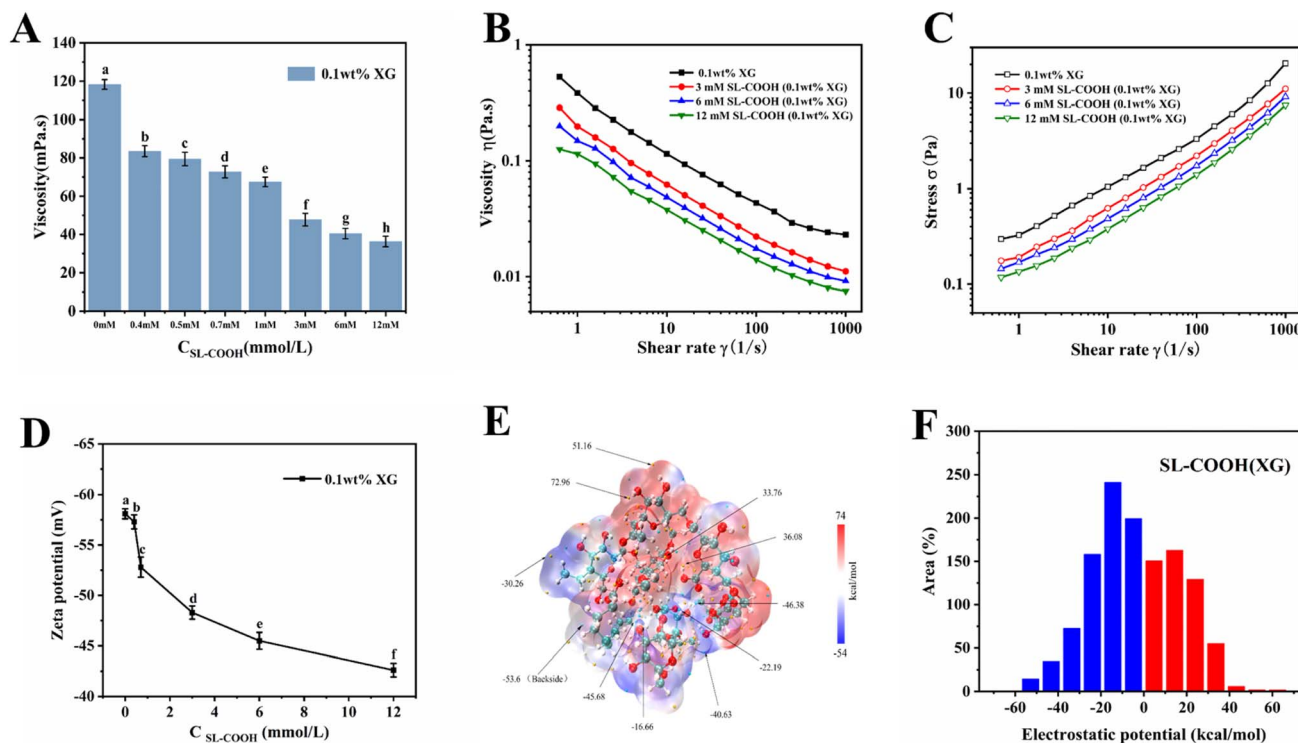 A
140
120
100
80
60
40
20
0
Viscosity(mPa.s)
0.1wt% XG
a
b
c
d
e
f
g
h
0mM 0.4mM 0.5mM 0.7mM 1mM 3mM 6mM 12mM
C SL-COOH(mmol/L)
B
1
0.1
0.01
Viscosity η(Pa.s)
0.1wt% XG
3 mM SL-COOH (0.1wt% XG)
6 mM SL-COOH (0.1wt% XG)
12 mM SL-COOH (0.1wt% XG)
1 10 100 1000
Shear rate γ(1/s)
C
10
1
0.1
Stress σ(Pa)
0.1wt% XG
3 mM SL-COOH (0.1wt% XG)
6 mM SL-COOH (0.1wt% XG)
12 mM SL-COOH (0.1wt% XG)
1 10 100 1000
Shear rate γ(1/s)
D
-65
-60
-55
-50
-45
-40
Zeta potential (mV)
0.1wt% XG
a
b
c
d
e
f
0 2 4 6 8 10 12
C SL-COOH (mmol/L)
E
51.16
72.96
33.76
36.08
-30.26
-46.38
-22.19
-53.6（Backside）
-45.68
-40.63
-16.66
74
kcal/mol
-54
F
SL-COOH(XG)
300
250
200
150
100
50
0
Area (%)
-60 -40 -20 0 20 40 60
Electrostatic potential (kcal/mol)